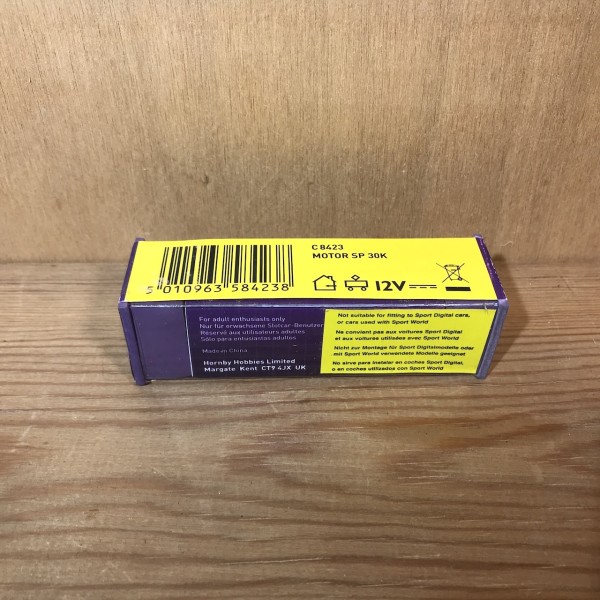 C8423
MOTOR SP 30K
5 010963 584238
12V
For adult enthusiasts only
Nur für erwachsene Slotcar-Benutzer
Réservé aux utilisateurs adultes
Sólo para entusiastas adultos
Made in China
Hornby Hobbies Limited
Margate Kent CT9 4JX UK
Not suitable for fitting to Sport Digital cars,
or cars used with Sport World
Ne convient pas aux voitures Sport Digital
et aux voitures utilisées avec Sport World
Nicht zur Montage für Sport Digitalmodelle oder
mit Sport World verwendete Modelle geeignet
No sirve para instalar en coches Sport Digital,
o en coches utilizados con Sport World